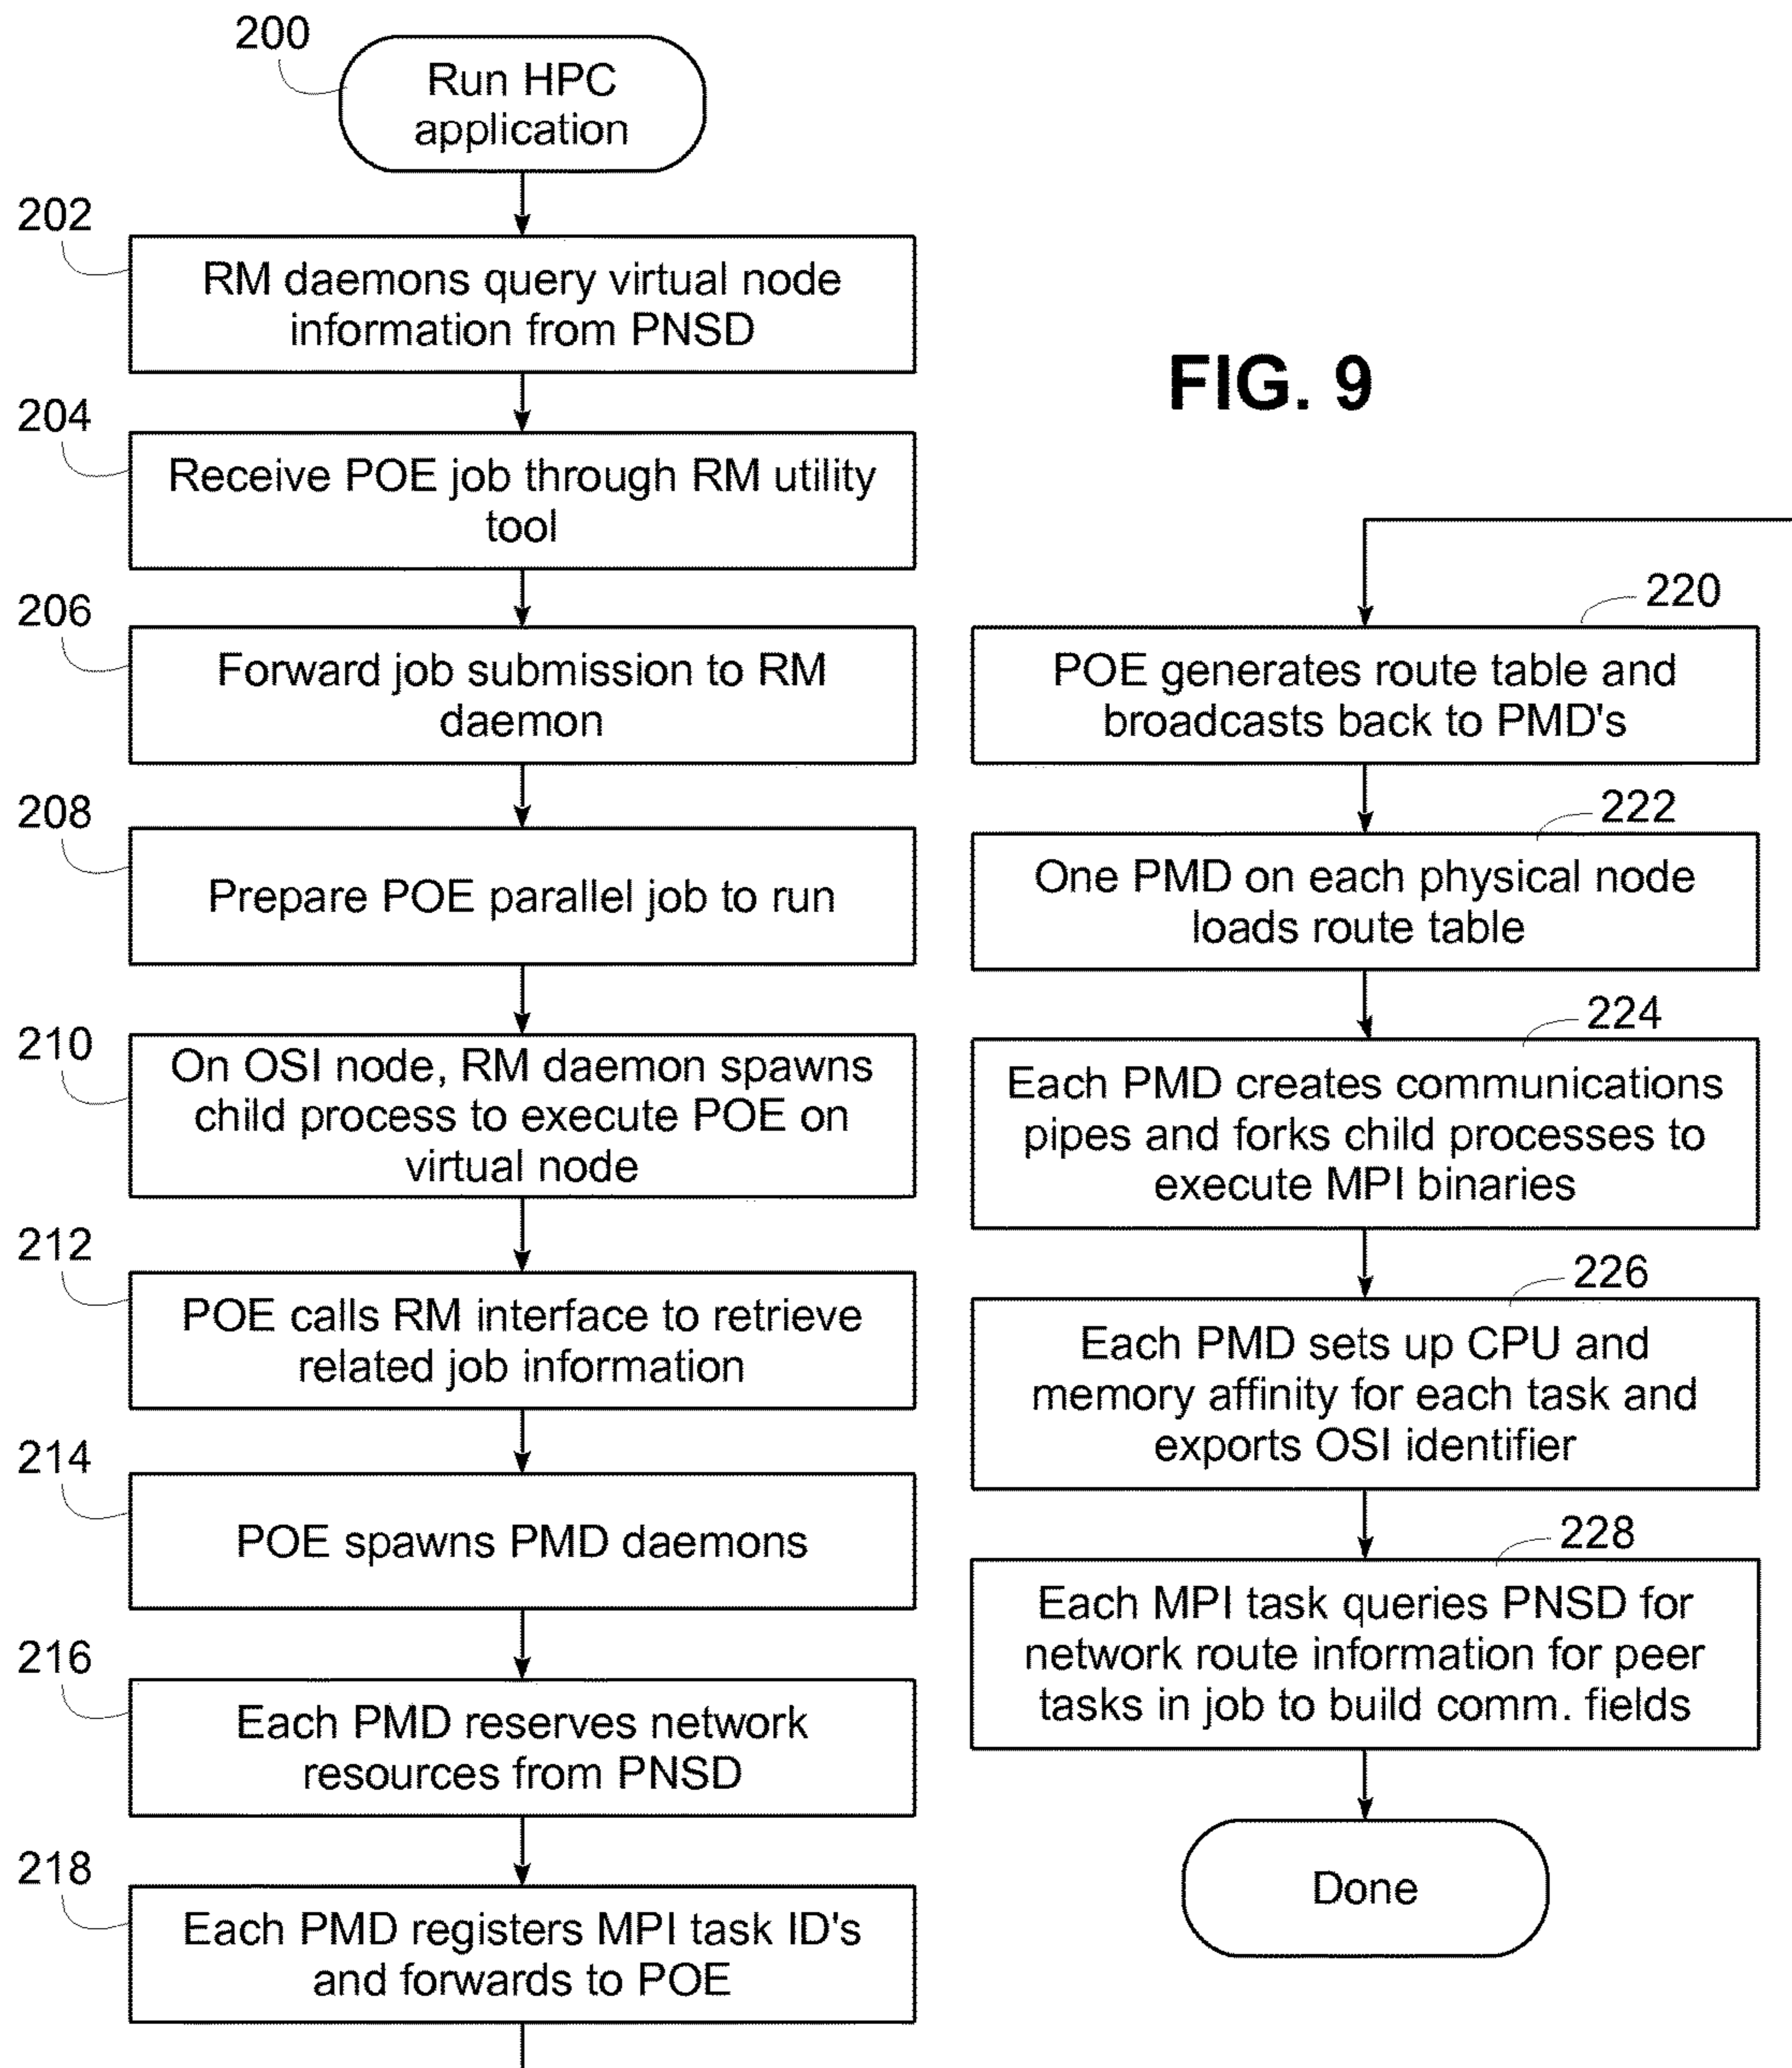 200
Run HPC
application
202
RM daemons query virtual node
information from PNSD
204
Receive POE job through RM utility
tool
206
Forward job submission to RM
daemon
208
Prepare POE parallel job to run
210
On OSI node, RM daemon spawns
child process to execute POE on
virtual node
212
POE calls RM interface to retrieve
related job information
214
POE spawns PMD daemons
216
Each PMD reserves network
resources from PNSD
218
Each PMD registers MPI task ID's
and forwards to POE
FIG. 9
220
POE generates route table and
broadcasts back to PMD's
222
One PMD on each physical node
loads route table
224
Each PMD creates communications
pipes and forks child processes to
execute MPI binaries
226
Each PMD sets up CPU and
memory affinity for each task and
exports OSI identifier
228
Each MPI task queries PNSD for
network route information for peer
tasks in job to build comm. fields
Done